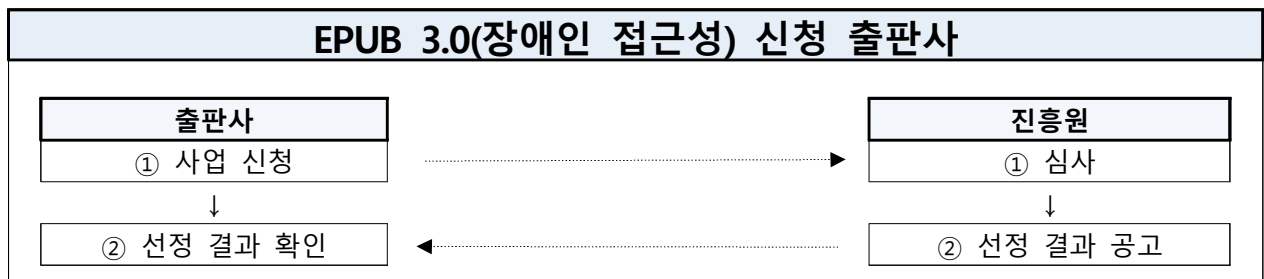 EPUB 3.0(장애인 접근성) 신청 출판사
출판사 진흥원
① 사업 신청 ① 심사
↓ ↓
② 선정 결과 확인 ② 선정 결과 공고